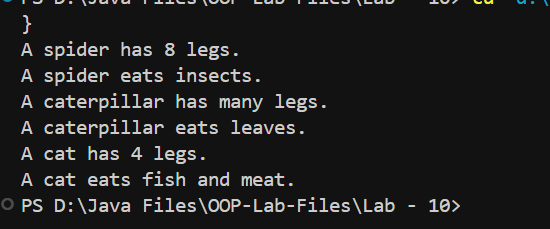 PS D:\Java Files\OOP-Lab-Files\Lab - 10> cd "d:\
}
A spider has 8 legs.
A spider eats insects.
A caterpillar has many legs.
A caterpillar eats leaves.
A cat has 4 legs.
A cat eats fish and meat.
PS D:\Java Files\OOP-Lab-Files\Lab - 10>